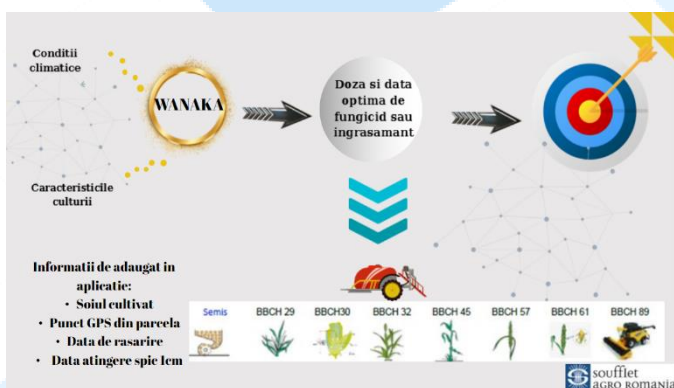 Conditii
climatice
WANAKA
Caracteristicile
culturii
Doza si data
optima de
fungicid sau
ingrasamant
Informatii de adaugat in
aplicatie:
• Soiul cultivat
• Punct GPS din parcela
• Data de rasarire
• Data atingere spic 1cm
Semis BBCH 29 BBCH30 BBCH 32 BBCH 45 BBCH 57 BBCH 61 BBCH 89
soufflet
AGRO ROMANIA